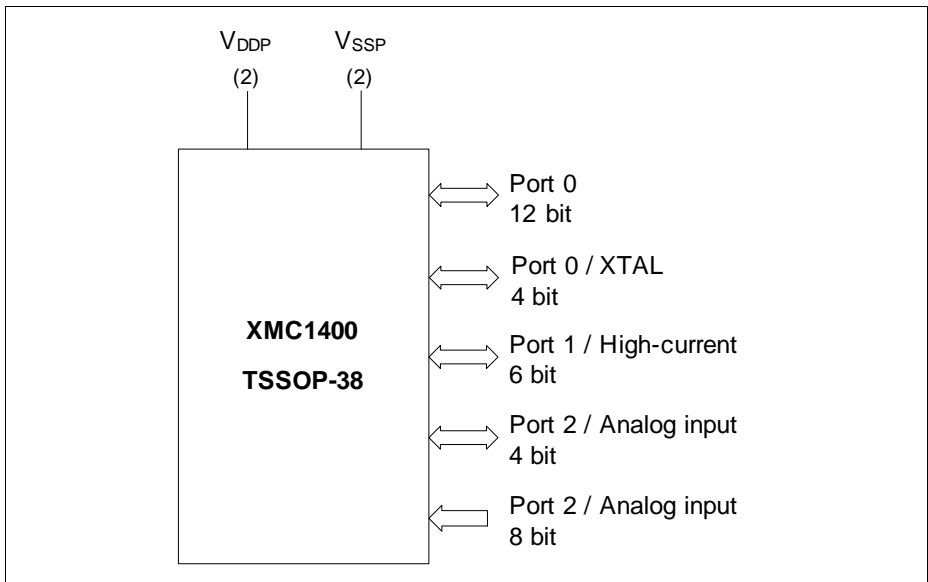 VDDP VSSP
(2) (2)
Port 0
12 bit
Port 0 / XTAL
4 bit
XMC1400
TSSOP-38
Port 1 / High-current
6 bit
Port 2 / Analog input
4 bit
Port 2 / Analog input
8 bit